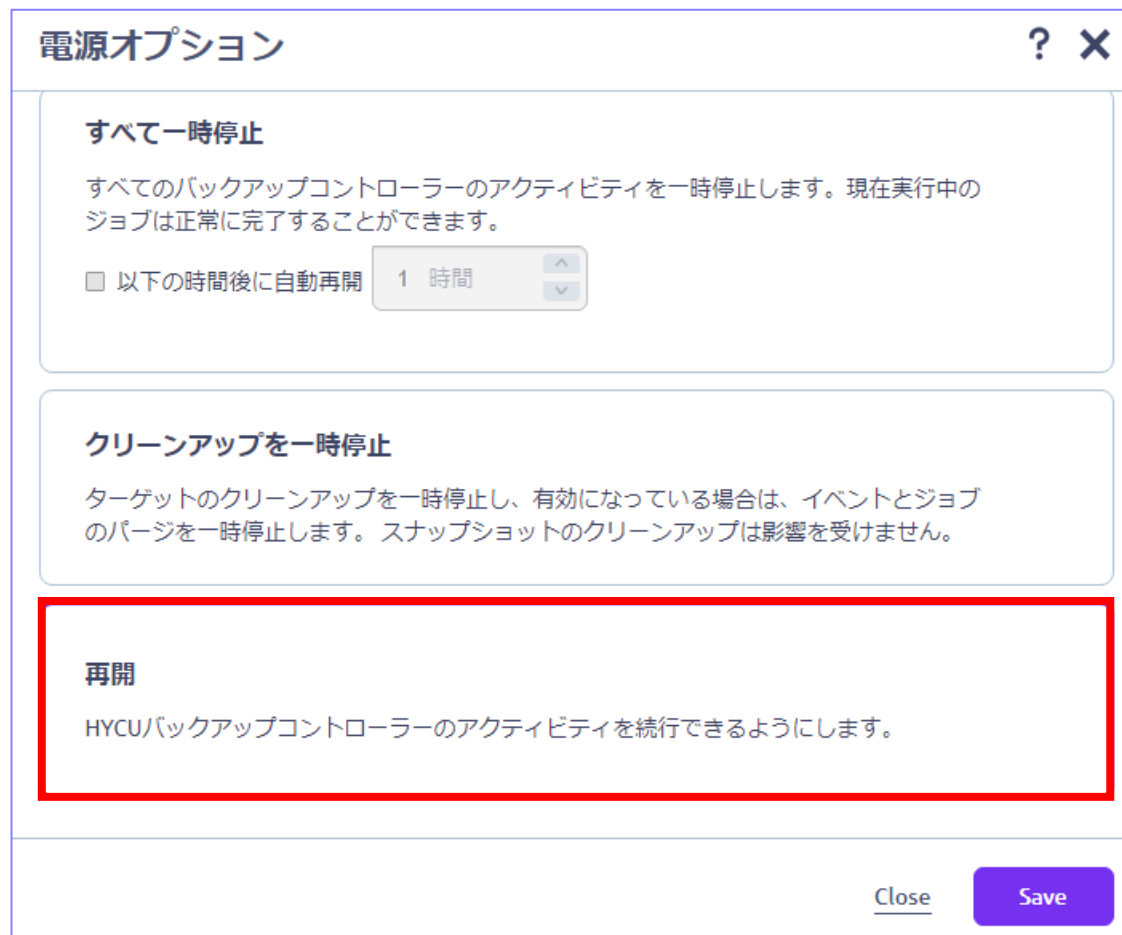 電源オプション ?
すべて一時停止
すべてのバックアップコントローラーのアクティビティを一時停止します。現在実行中の
ジョブは正常に完了することができます。
以下の時間後に自動再開 1 時間
クリーンアップを一時停止
ターゲットのクリーンアップを一時停止し、有効になっている場合は、イベントとジョブ
のパージを一時停止します。 スナップショットのクリーンアップは影響を受けません。
再開
HYCUバックアップコントローラーのアクティビティを続行できるようにします。
Close Save